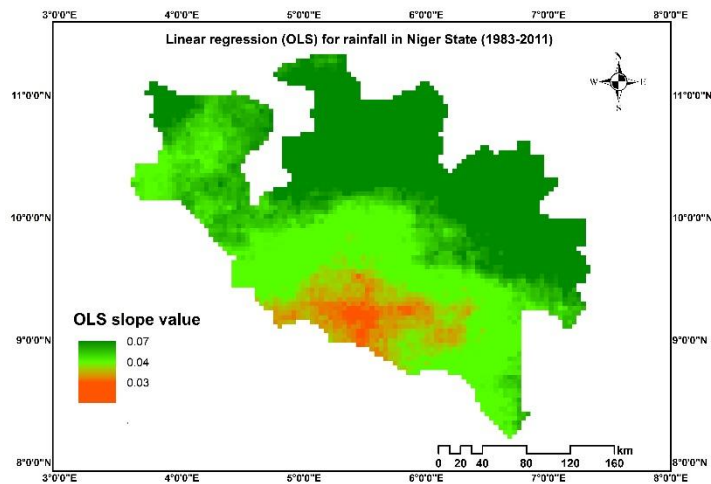 3°0'0"E 4°0'0"E 5°0'0"E 6°0'0"E 7°0'0"E 8°0'0"E
Linear regression (OLS) for rainfall in Niger State (1983-2011)
N
W E
S
11°0'0"N 11°0'0"N
10°0'0"N 10°0'0"N
9°0'0"N 9°0'0"N
OLS slope value
0.07
0.04
0.03
km
0 20 40 80 120 160
8°0'0"N 8°0'0"N
3°0'0"E 4°0'0"E 5°0'0"E 6°0'0"E 7°0'0"E 8°0'0"E